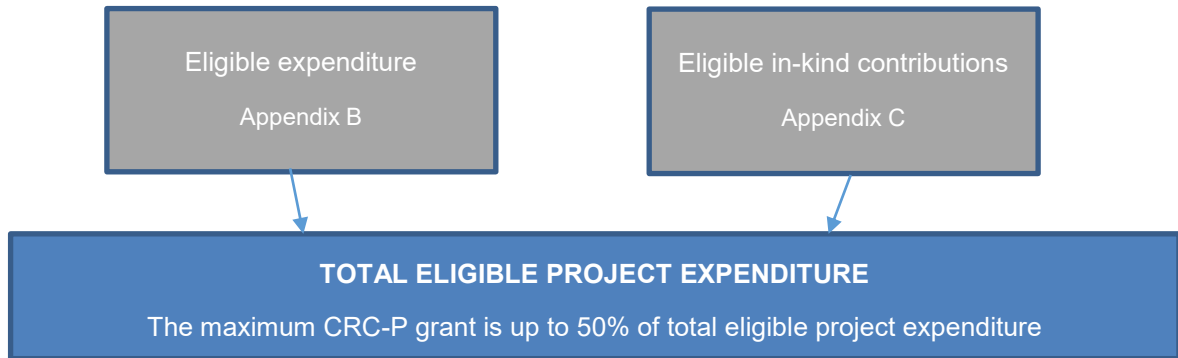 Eligible expenditure
Appendix B
Eligible in-kind contributions
Appendix C
TOTAL ELIGIBLE PROJECT EXPENDITURE
The maximum CRC-P grant is up to 50% of total eligible project expenditure